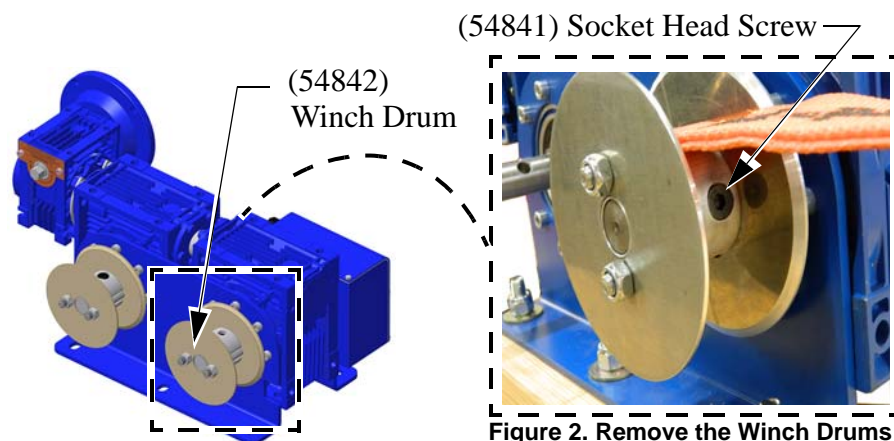 (54841) Socket Head Screw
(54842)
Winch Drum
Figure 2. Remove the Winch Drums